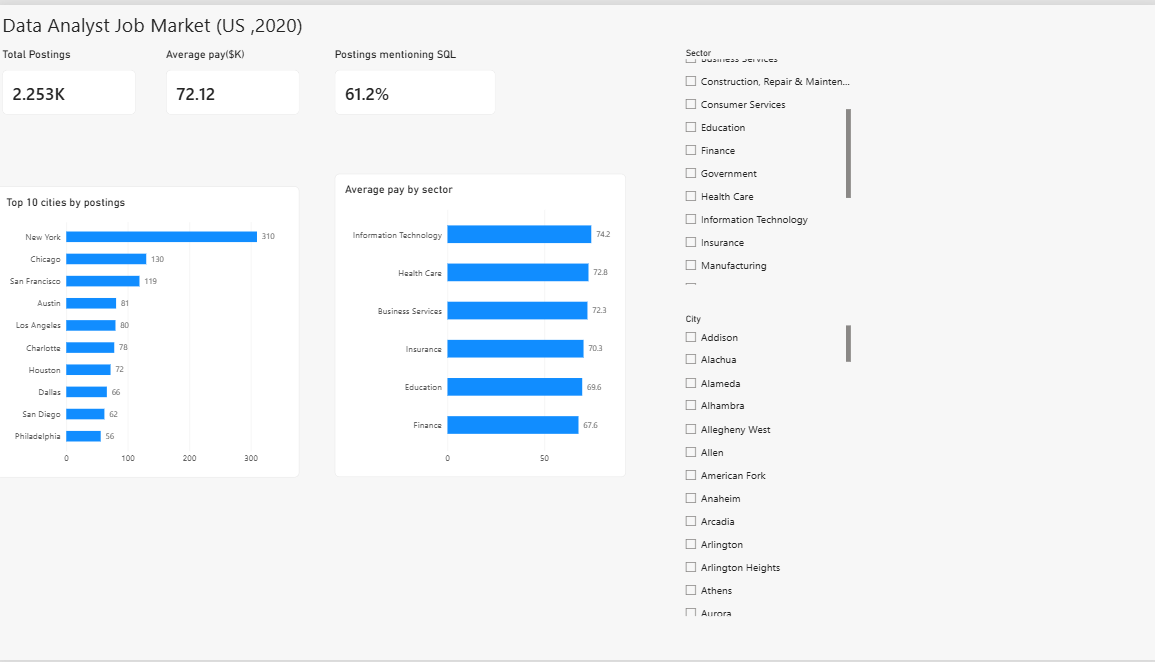 Data Analyst Job Market (US ,2020)
Total Postings
2.253K
Average pay($K)
72.12
Postings mentioning SQL
61.2%
Top 10 cities by postings
New York 310
Chicago 130
San Francisco 119
Austin 81
Los Angeles 80
Charlotte 78
Houston 72
Dallas 66
San Diego 62
Philadelphia 56
0 100 200 300
Average pay by sector
Information Technology 74.2
Health Care 72.8
Business Services 72.3
Insurance 70.3
Education 69.6
Finance 67.6
0 50
Sector
Business Services
Construction, Repair & Mainten...
Consumer Services
Education
Finance
Government
Health Care
Information Technology
Insurance
Manufacturing
City
Addison
Alachua
Alameda
Alhambra
Allegheny West
Allen
American Fork
Anaheim
Arcadia
Arlington
Arlington Heights
Athens
Aurora